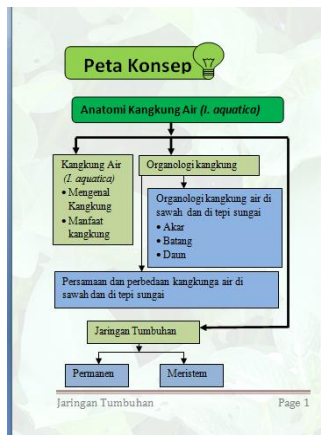 Peta Konsep
Anatomi Kangkung Air (I. aquatica)
Kangkung Air
(I. aquatica)
• Mengenal
Kangkung
• Manfaat
kangkung
Organologi kangkung
Organologi kangkung air di
sawah dan di tepi sungai
• Akar
• Batang
• Daun
Persamaan dan perbedaan kangkunga air di
sawah dan di tepi sungai
Jaringan Tumbuhan
Permanen
Meristem
Jaringan Tumbuhan
Page 1